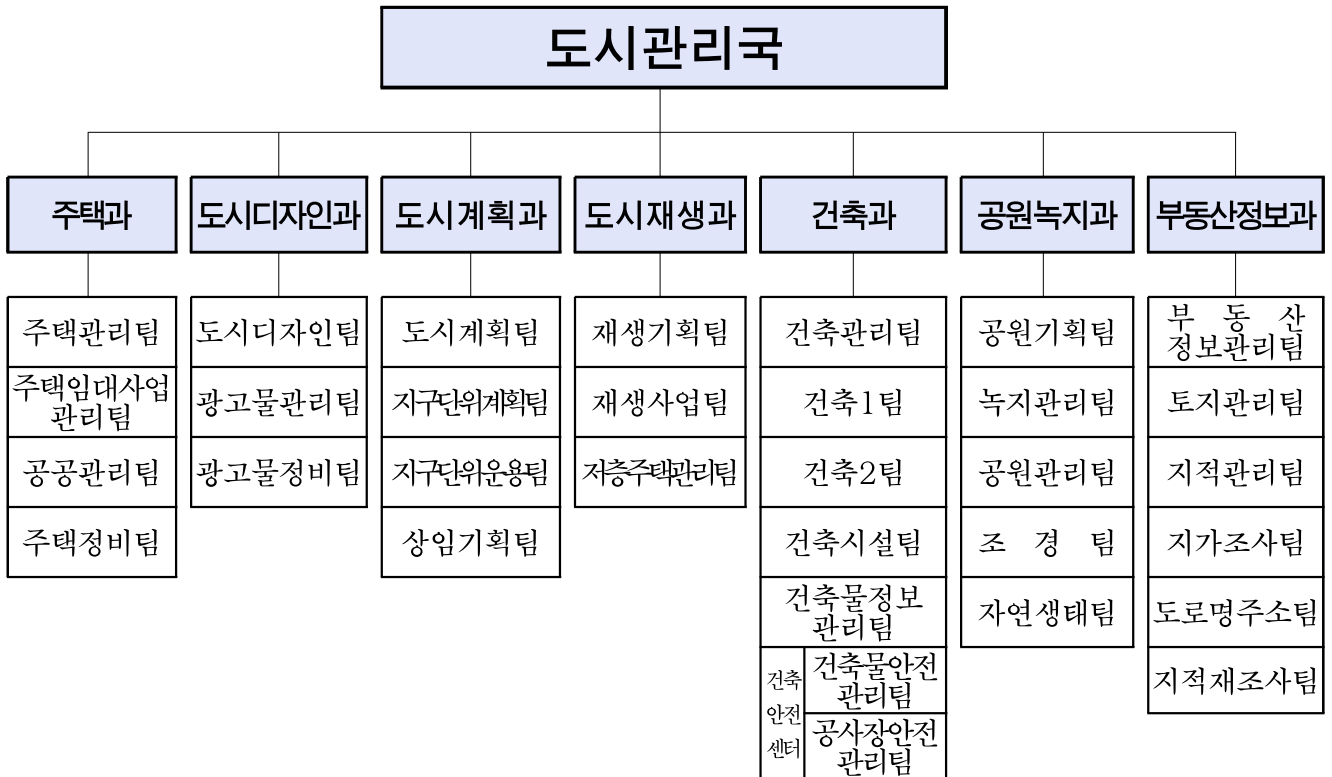 도시관리국
주택과
도시디자인과
도시계획과
도시재생과
건축과
공원녹지과
부동산정보과
주택관리팀
주택임대사업
관리팀
공공관리팀
주택정비팀
도시디자인팀
광고물관리팀
광고물정비팀
도시계획팀
지구단위계획팀
지구단위운용팀
상임기획팀
재생기획팀
재생사업팀
저층주택관리팀
건축관리팀
건축1팀
건축2팀
건축시설팀
건축물정보
관리팀
건축
안전
센터
건축물안전
관리팀
공사장안전
관리팀
공원기획팀
녹지관리팀
공원관리팀
조 경 팀
자연생태팀
부 동 산
정보관리팀
토지관리팀
지적관리팀
지가조사팀
도로명주소팀
지적재조사팀